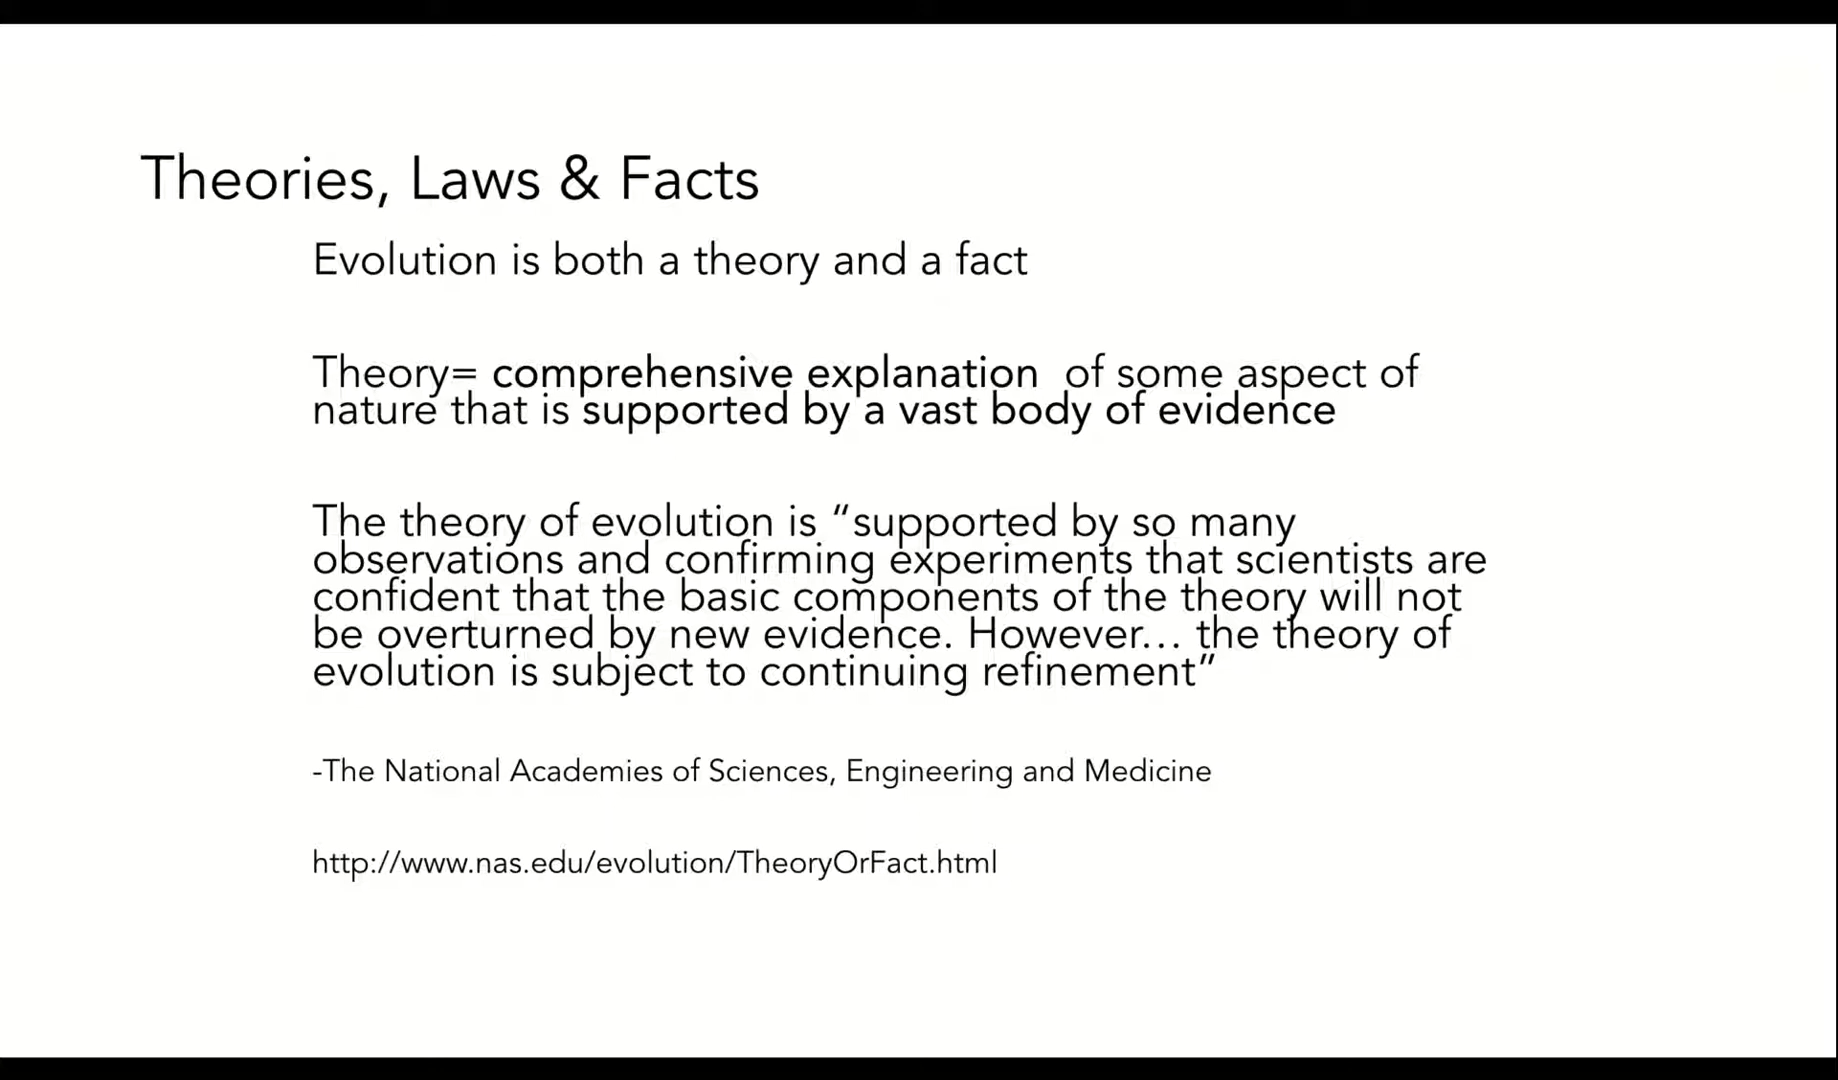 Theories, Laws & Facts
Evolution is both a theory and a fact
Theory= comprehensive explanation of some aspect of
nature that is supported by a vast body of evidence
The theory of evolution is “supported by so many
observations and confirming experiments that scientists are
confident that the basic components of the theory will not
be overturned by new evidence. However… the theory of
evolution is subject to continuing refinement”
-The National Academies of Sciences, Engineering and Medicine
http://www.nas.edu/evolution/TheoryOrFact.html